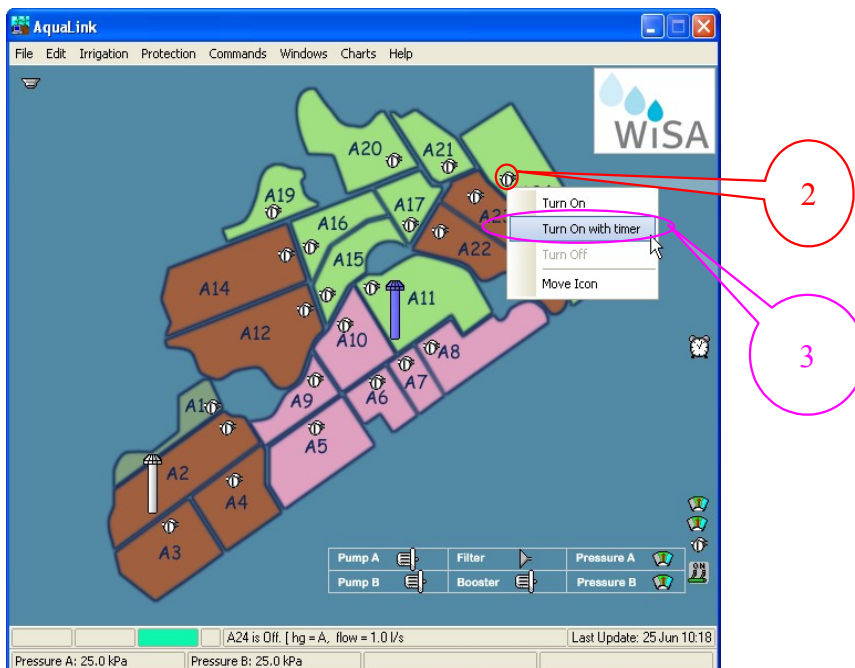 AquaLink
File Edit Irrigation Protection Commands Windows Charts Help
WiSA
A20
A21
A19
A17
A16
A23
A22
A15
A14
A11
A12
A10
A8
A7
A9
A6
A1
A5
A2
A4
A3
2
Turn On
Turn On with timer
Turn Off
Move Icon
3
Pump A Filter Pressure A
Pump B Booster Pressure B
ON
A24 is Off. [ hg = A, flow = 1.0 l/s
Last Update: 25 Jun 10:18
Pressure A: 25.0 kPa Pressure B: 25.0 kPa